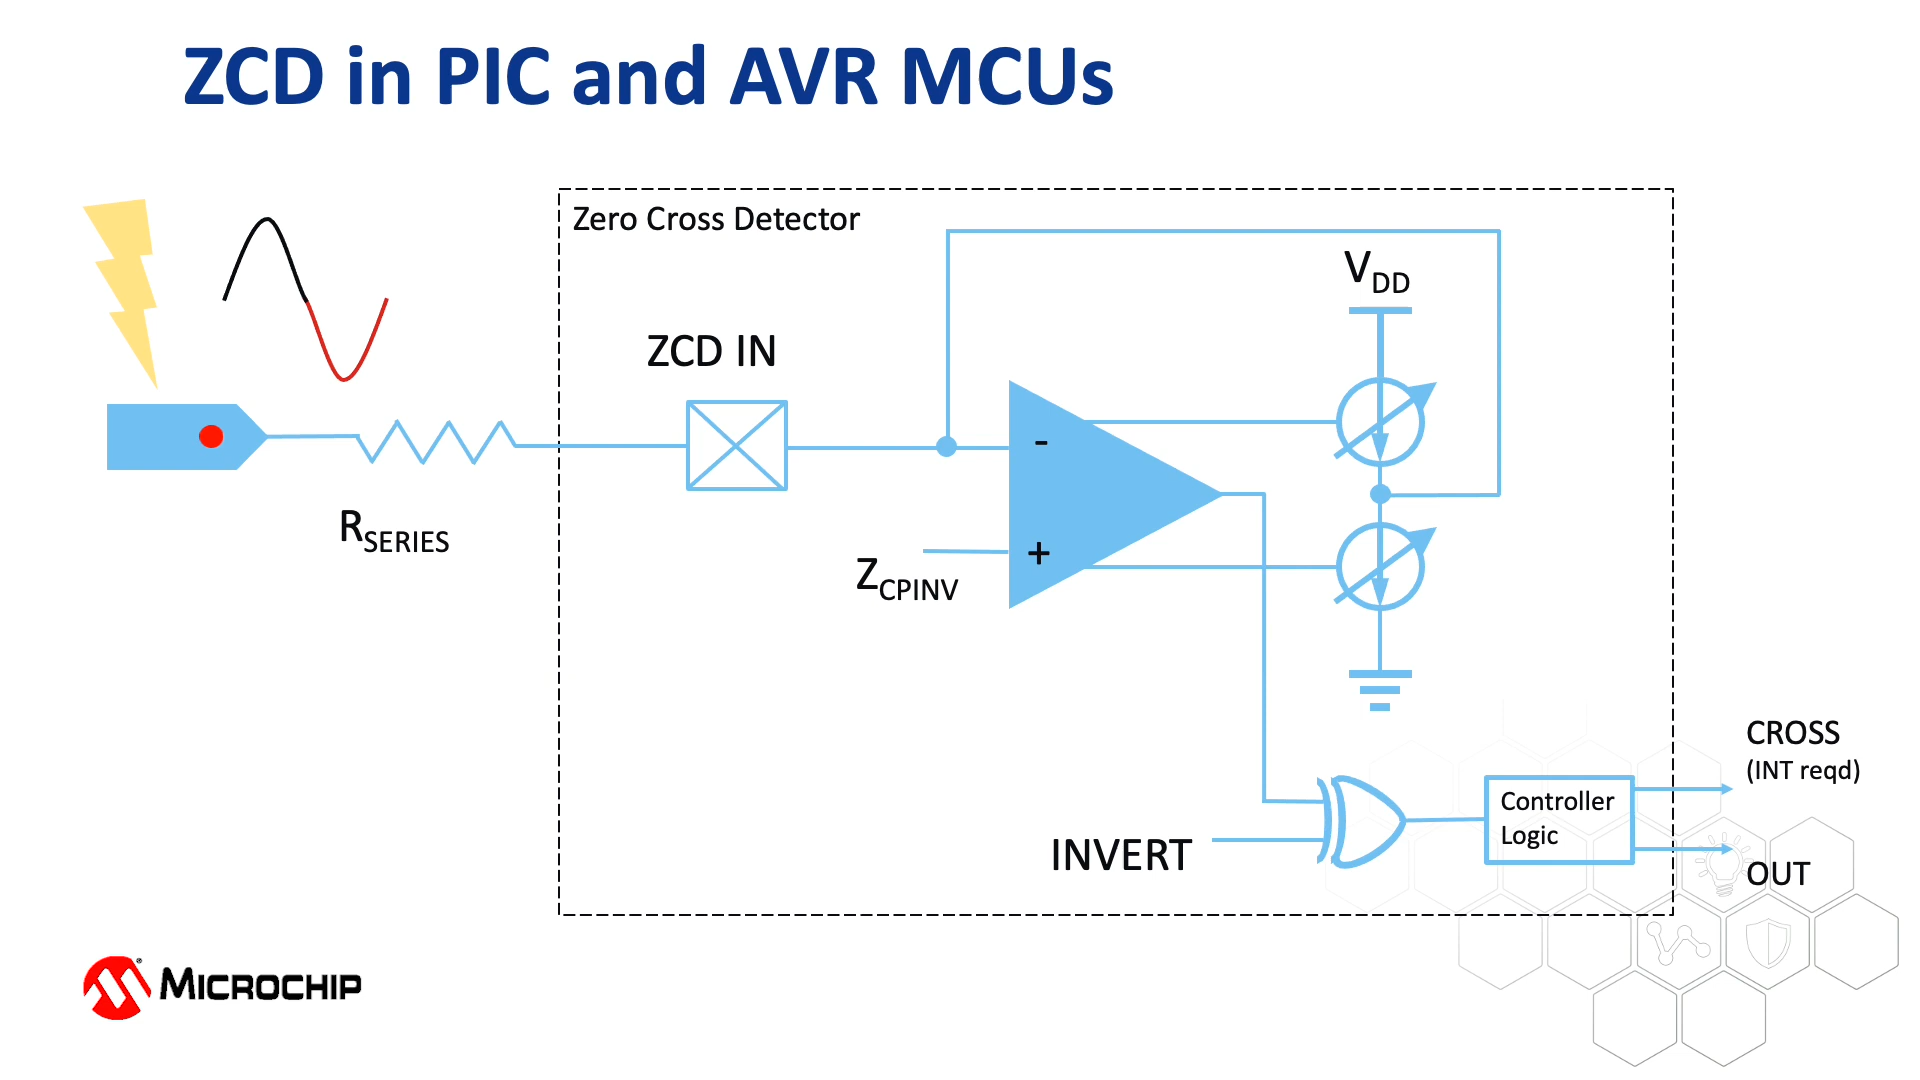 ZCD in PIC and AVR MCUs
Zero Cross Detector
VDD
ZCD IN
-
RSERIES
+
ZCPINV
CROSS
(INT reqd)
Controller
Logic
INVERT
OUT
MICROCHIP